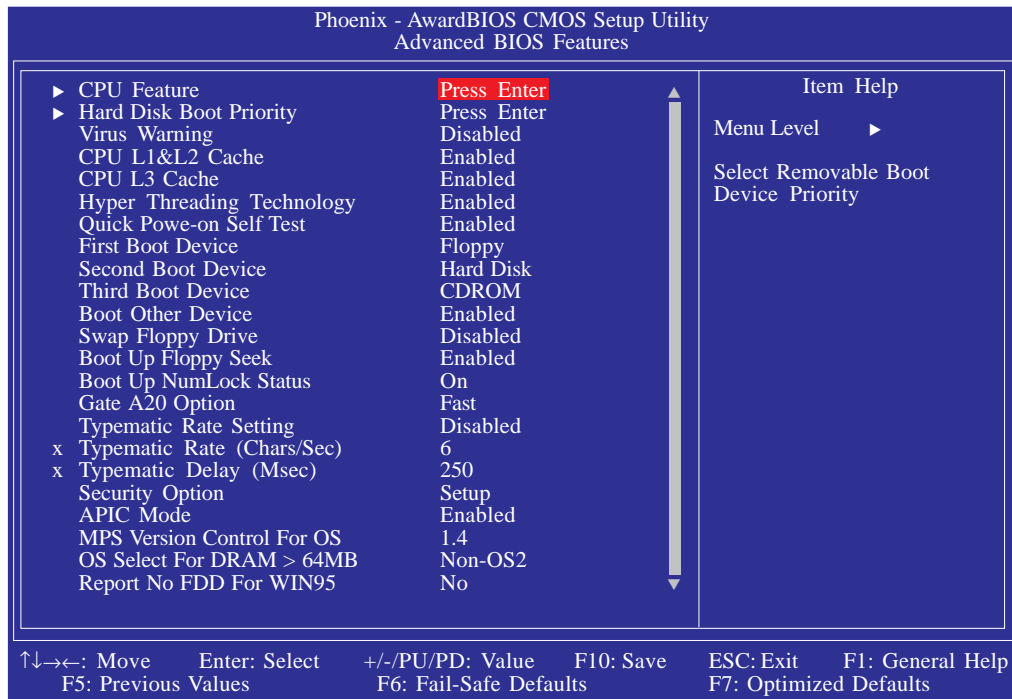 Phoenix - AwardBIOS CMOS Setup Utility
Advanced BIOS Features
▶ CPU Feature Press Enter
▶ Hard Disk Boot Priority Press Enter
Virus Warning Disabled
CPU L1&L2 Cache Enabled
CPU L3 Cache Enabled
Hyper Threading Technology Enabled
Quick Powe-on Self Test Enabled
First Boot Device Floppy
Second Boot Device Hard Disk
Third Boot Device CDROM
Boot Other Device Enabled
Swap Floppy Drive Disabled
Boot Up Floppy Seek Enabled
Boot Up NumLock Status On
Gate A20 Option Fast
Typematic Rate Setting Disabled
x Typematic Rate (Chars/Sec) 6
x Typematic Delay (Msec) 250
Security Option Setup
APIC Mode Enabled
MPS Version Control For OS 1.4
OS Select For DRAM > 64MB Non-OS2
Report No FDD For WIN95 No
Item Help
Menu Level ▶
Select Removable Boot
Device Priority
↑↓→←: Move Enter: Select +/-/PU/PD: Value F10: Save ESC: Exit F1: General Help
F5: Previous Values F6: Fail-Safe Defaults F7: Optimized Defaults